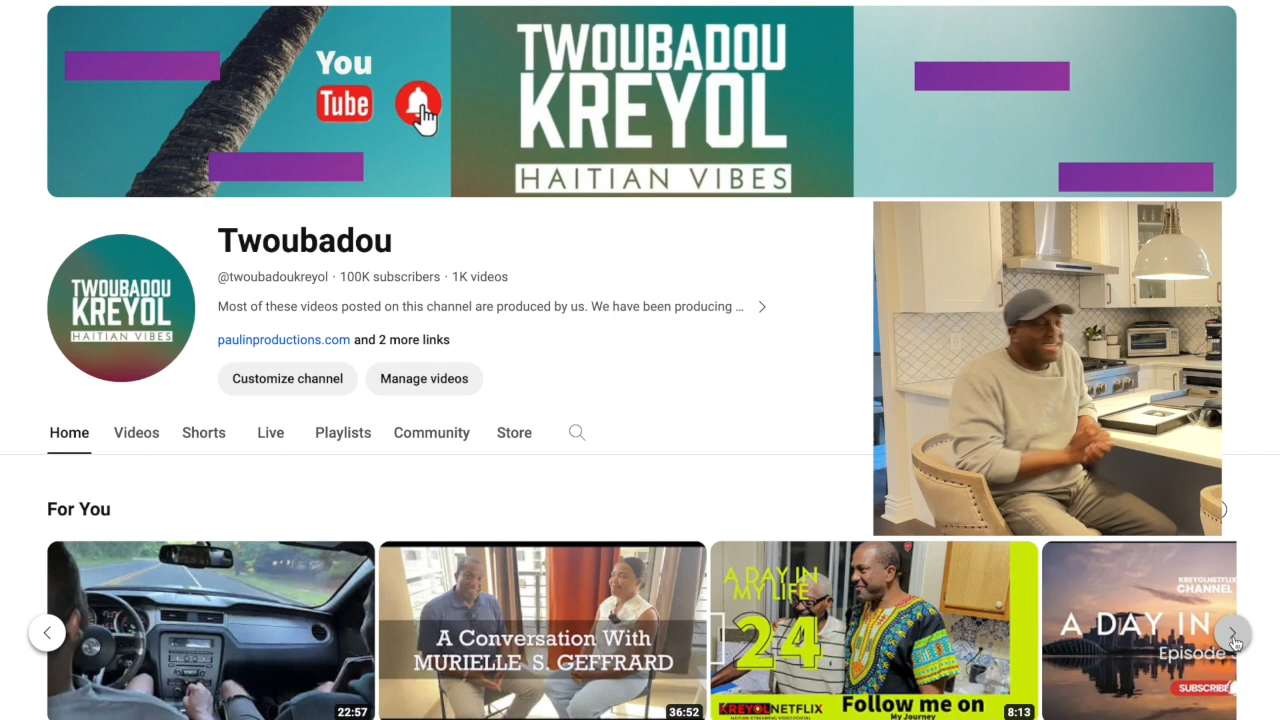 You
Tube
TWOUBADOU
KREYOL
HAITIAN VIBES
TWOUBADOU
KREYOL
HAITIAN VIBES
Twoubadou
@twoubadoukreyol · 100K subscribers · 1K videos
Most of these videos posted on this channel are produced by us. We have been producing ...
paulinproductions.com and 2 more links
Customize channel
Manage videos
Home
Videos
Shorts
Live
Playlists
Community
Store
For You
22:57
A Conversation With
MURIELLE S. GEFFRARD
36:52
A DAY IN
MY LIFE
24
KREYOLNETFLIX
HAITIAN STREAMING VIDEO PORTAL
Follow me on
My Journey
8:13
KREYOLNETFLIX
CHANNEL
A DAY IN
Episode
SUBSCRIBE